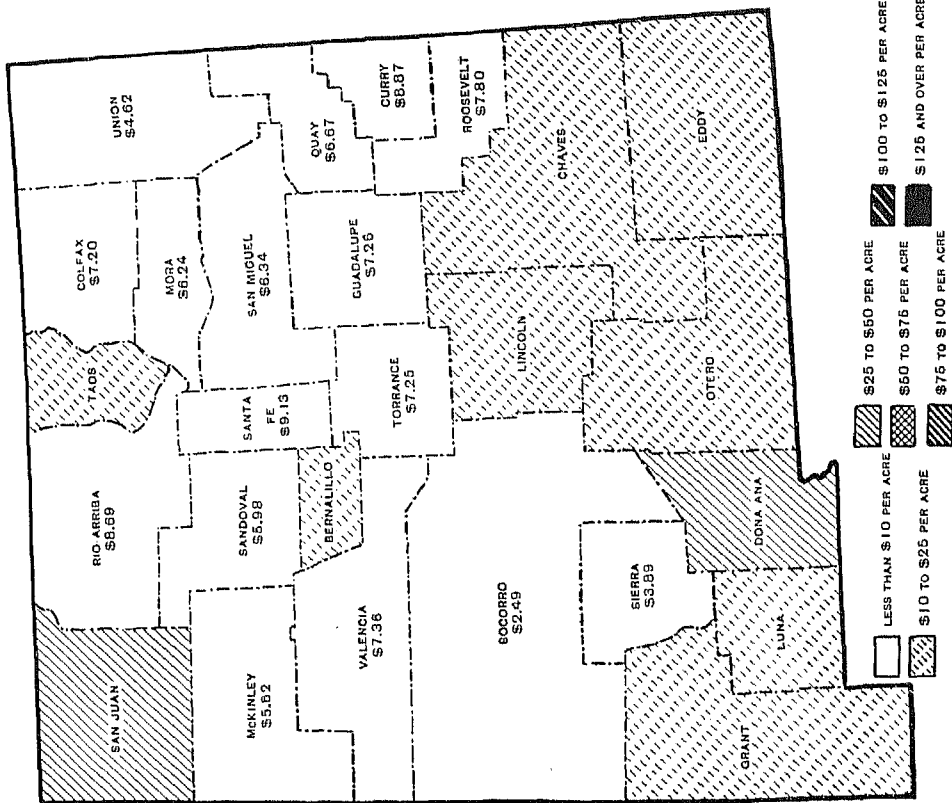 SAN JUAN
RIO ARRIBA
$8.69
TAOS
COLFAX
$7.20
UNION
$4.62
MORA
$6.24
McKINLEY
$5.62
SANDOVAL
$5.98
SANTA
FE
$9.13
SAN MIGUEL
$6.34
QUAY
$6.67
BERNALILLO
GUADALUPE
$7.26
CURRY
$8.87
VALENCIA
$7.36
TORRANCE
$7.25
ROOSEVELT
$7.80
SOCORRO
$2.49
LINCOLN
CHAVES
SIERRA
$3.89
OTERO
EDDY
GRANT
LUNA
DONA ANA
LESS THAN $10 PER ACRE
$10 TO $25 PER ACRE
$25 TO $50 PER ACRE
$50 TO $75 PER ACRE
$75 TO $100 PER ACRE
$100 TO $125 PER ACRE
$125 AND OVER PER ACRE